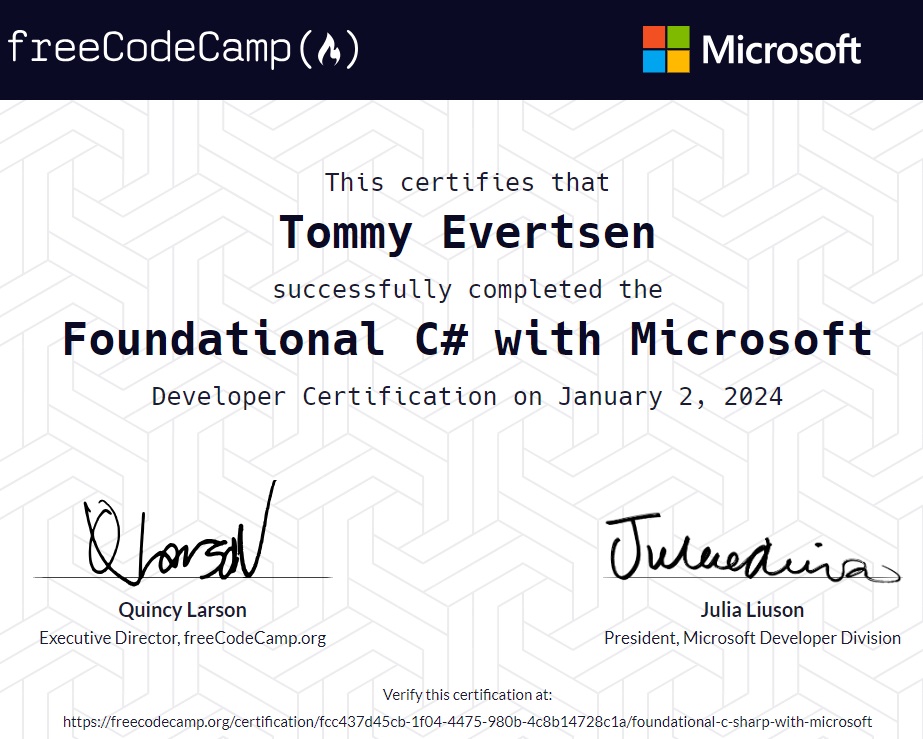 freeCodeCamp(🔥)
Microsoft
This certifies that
Tommy Evertsen
successfully completed the
Foundational C# with Microsoft
Developer Certification on January 2, 2024
Q Larson
Quincy Larson
Julia Liuson
Executive Director, freeCodeCamp.org
President, Microsoft Developer Division
Verify this certification at:
https://freecodecamp.org/certification/fcc437d45cb-1f04-4475-980b-4c8b14728c1a/foundational-c-sharp-with-microsoft